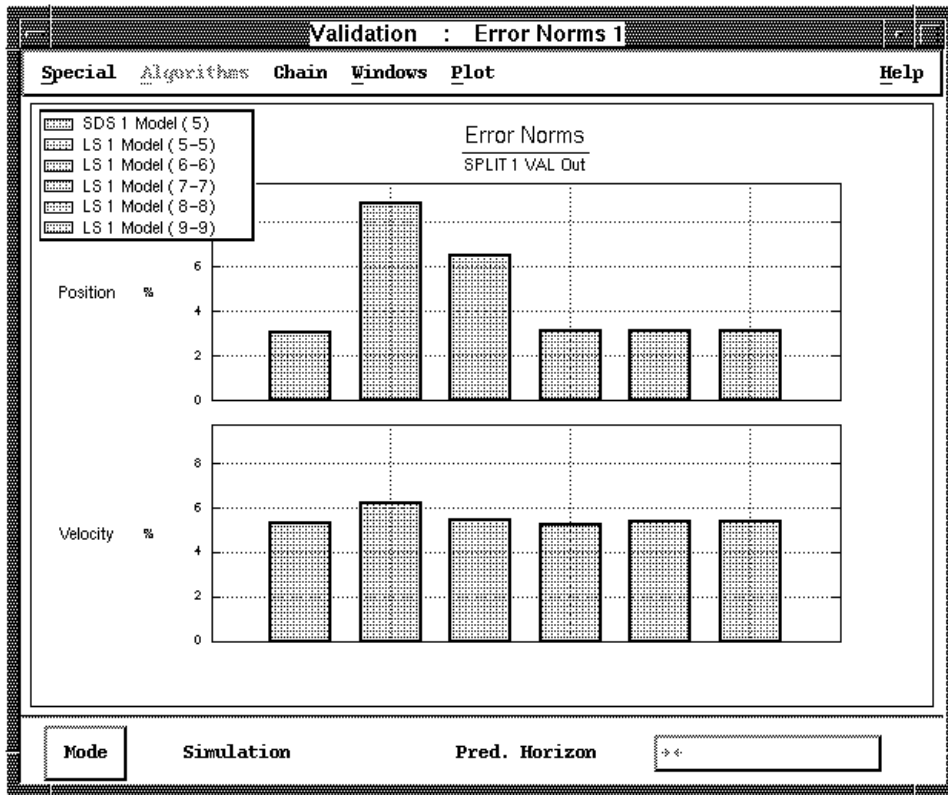 Validation : Error Norms 1
Special Algorithms Chain Windows Plot Help
SDS 1 Model ( 5)
LS 1 Model ( 5-5)
LS 1 Model ( 6-6)
LS 1 Model ( 7-7)
LS 1 Model ( 8-8)
LS 1 Model ( 9-9)
Error Norms
SPLIT 1 VAL Out
6
Position %
4
2
0
8
6
Velocity %
4
2
0
Mode Simulation Pred. Horizon